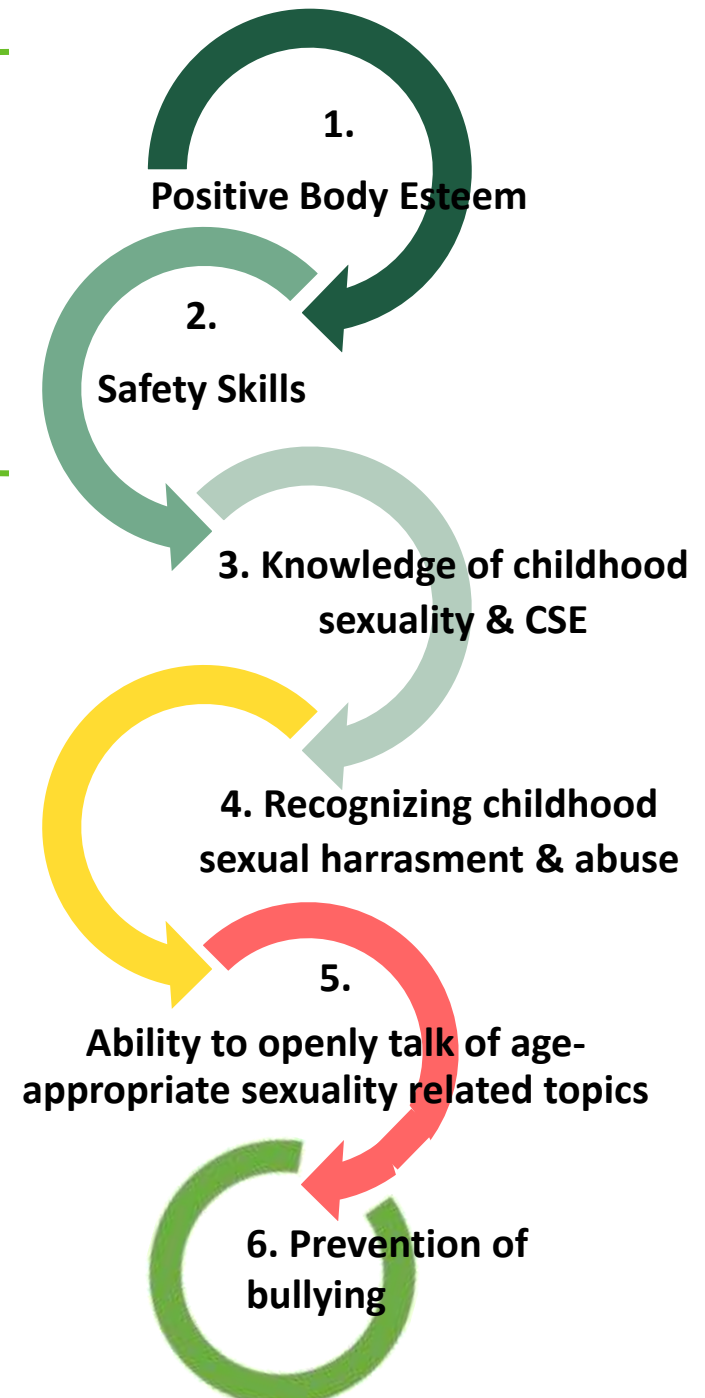 1.
Positive Body Esteem
2.
Safety Skills
3. Knowledge of childhood
sexuality & CSE
4. Recognizing childhood
sexual harrasment & abuse
5.
Ability to openly talk of age-
appropriate sexuality related topics
6. Prevention of
bullying